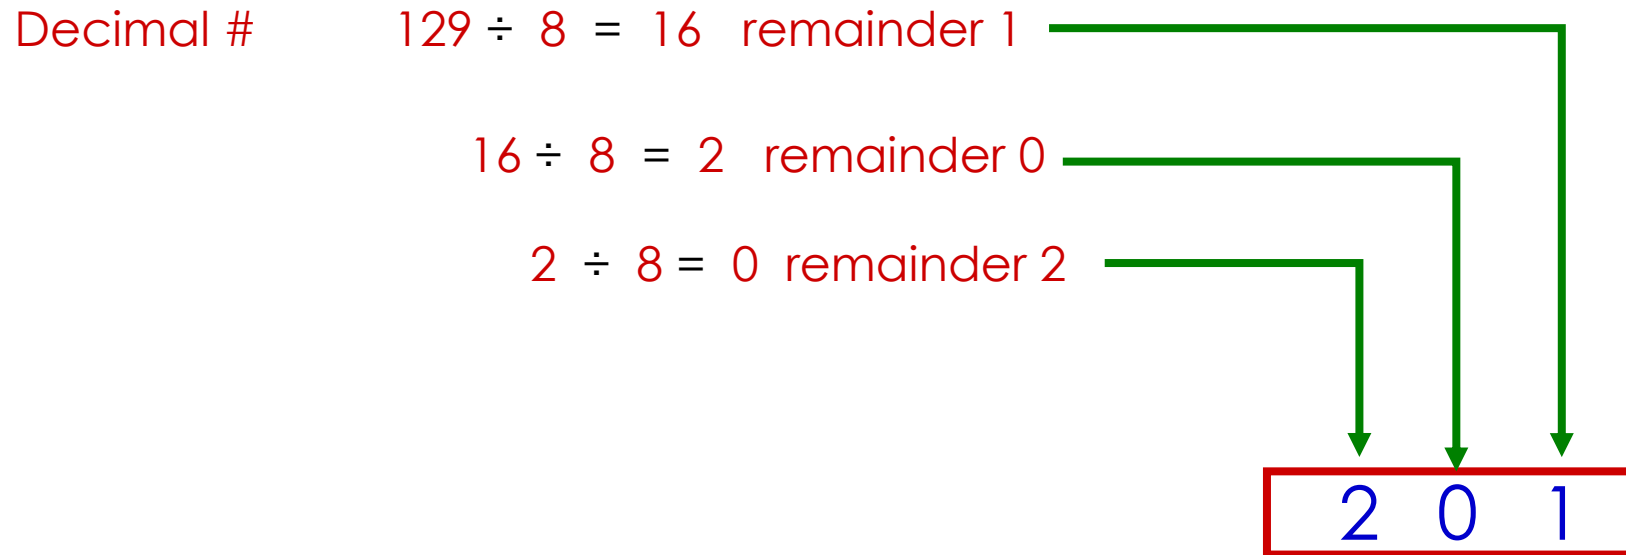 Decimal # 129 ÷ 8 = 16 remainder 1
16 ÷ 8 = 2 remainder 0
2 ÷ 8 = 0 remainder 2
2 0 1